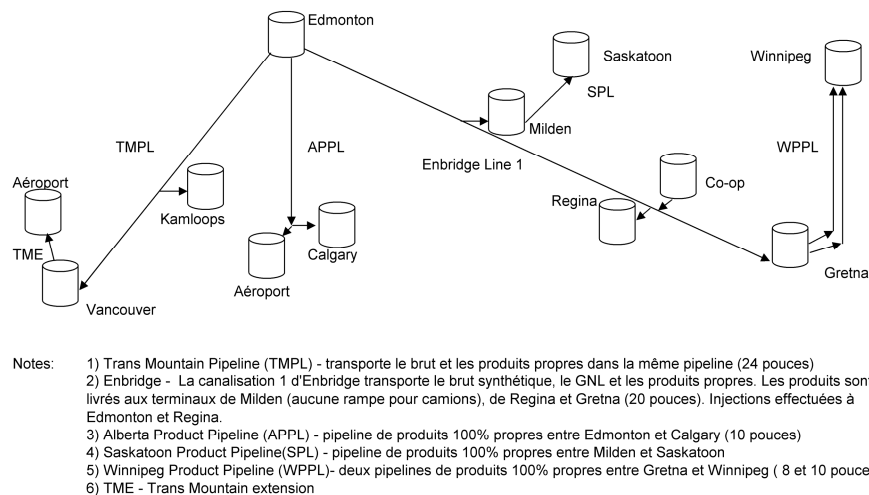 Edmonton
Saskatoon
Winnipeg
SPL
Milden
TMPL
APPL
WPPL
Enbridge Line 1
Aéroport
Co-op
Regina
Kamloops
TME
Calgary
Gretna
Aéroport
Vancouver
Notes: 1) Trans Mountain Pipeline (TMPL) - transporte le brut et les produits propres dans la même pipeline (24 pouces)
2) Enbridge - La canalisation 1 d'Enbridge transporte le brut synthétique, le GNL et les produits propres. Les produits sont
livrés aux terminaux de Milden (aucune rampe pour camions), de Regina et Gretna (20 pouces). Injections effectuées à
Edmonton et Regina.
3) Alberta Product Pipeline (APPL) - pipeline de produits 100% propres entre Edmonton et Calgary (10 pouces)
4) Saskatoon Product Pipeline(SPL) - pipeline de produits 100% propres entre Milden et Saskatoon
5) Winnipeg Product Pipeline (WPPL)- deux pipelines de produits 100% propres entre Gretna et Winnipeg ( 8 et 10 pouce
6) TME - Trans Mountain extension